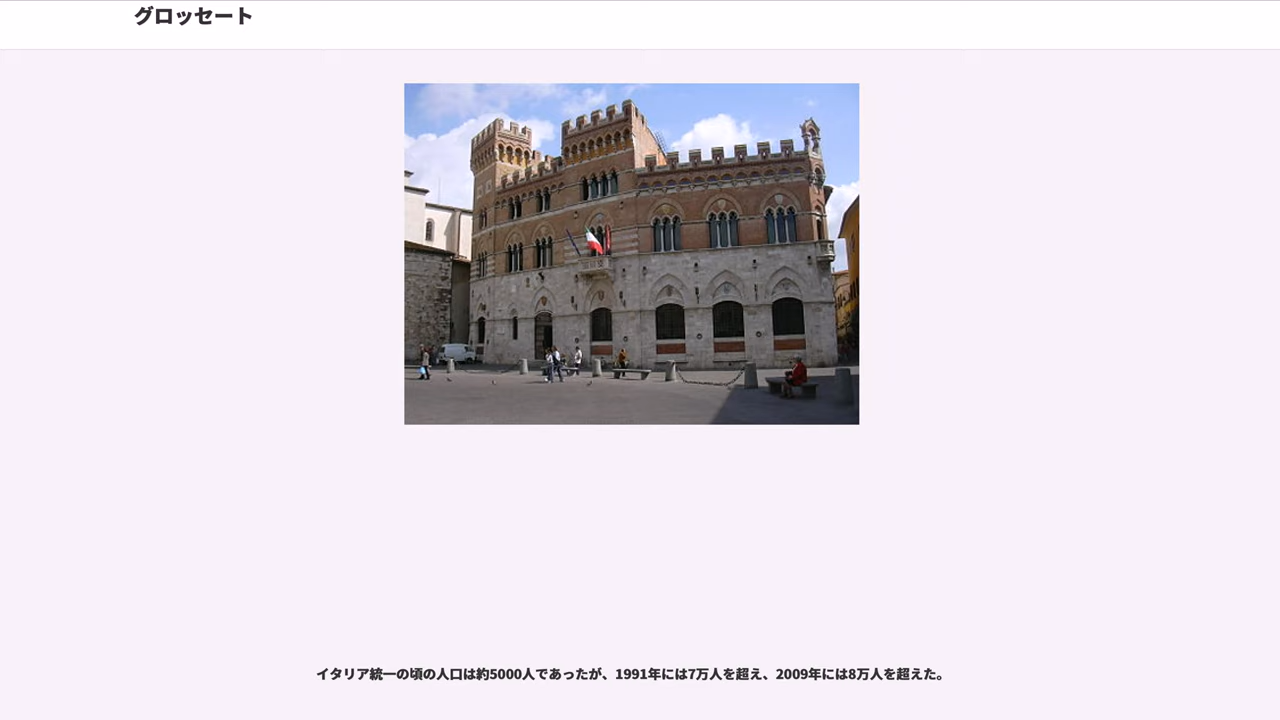 グロッセート
イタリア統一の頃の人口は約5000人であったが、1991年には7万人を超え、2009年には8万人を超えた。